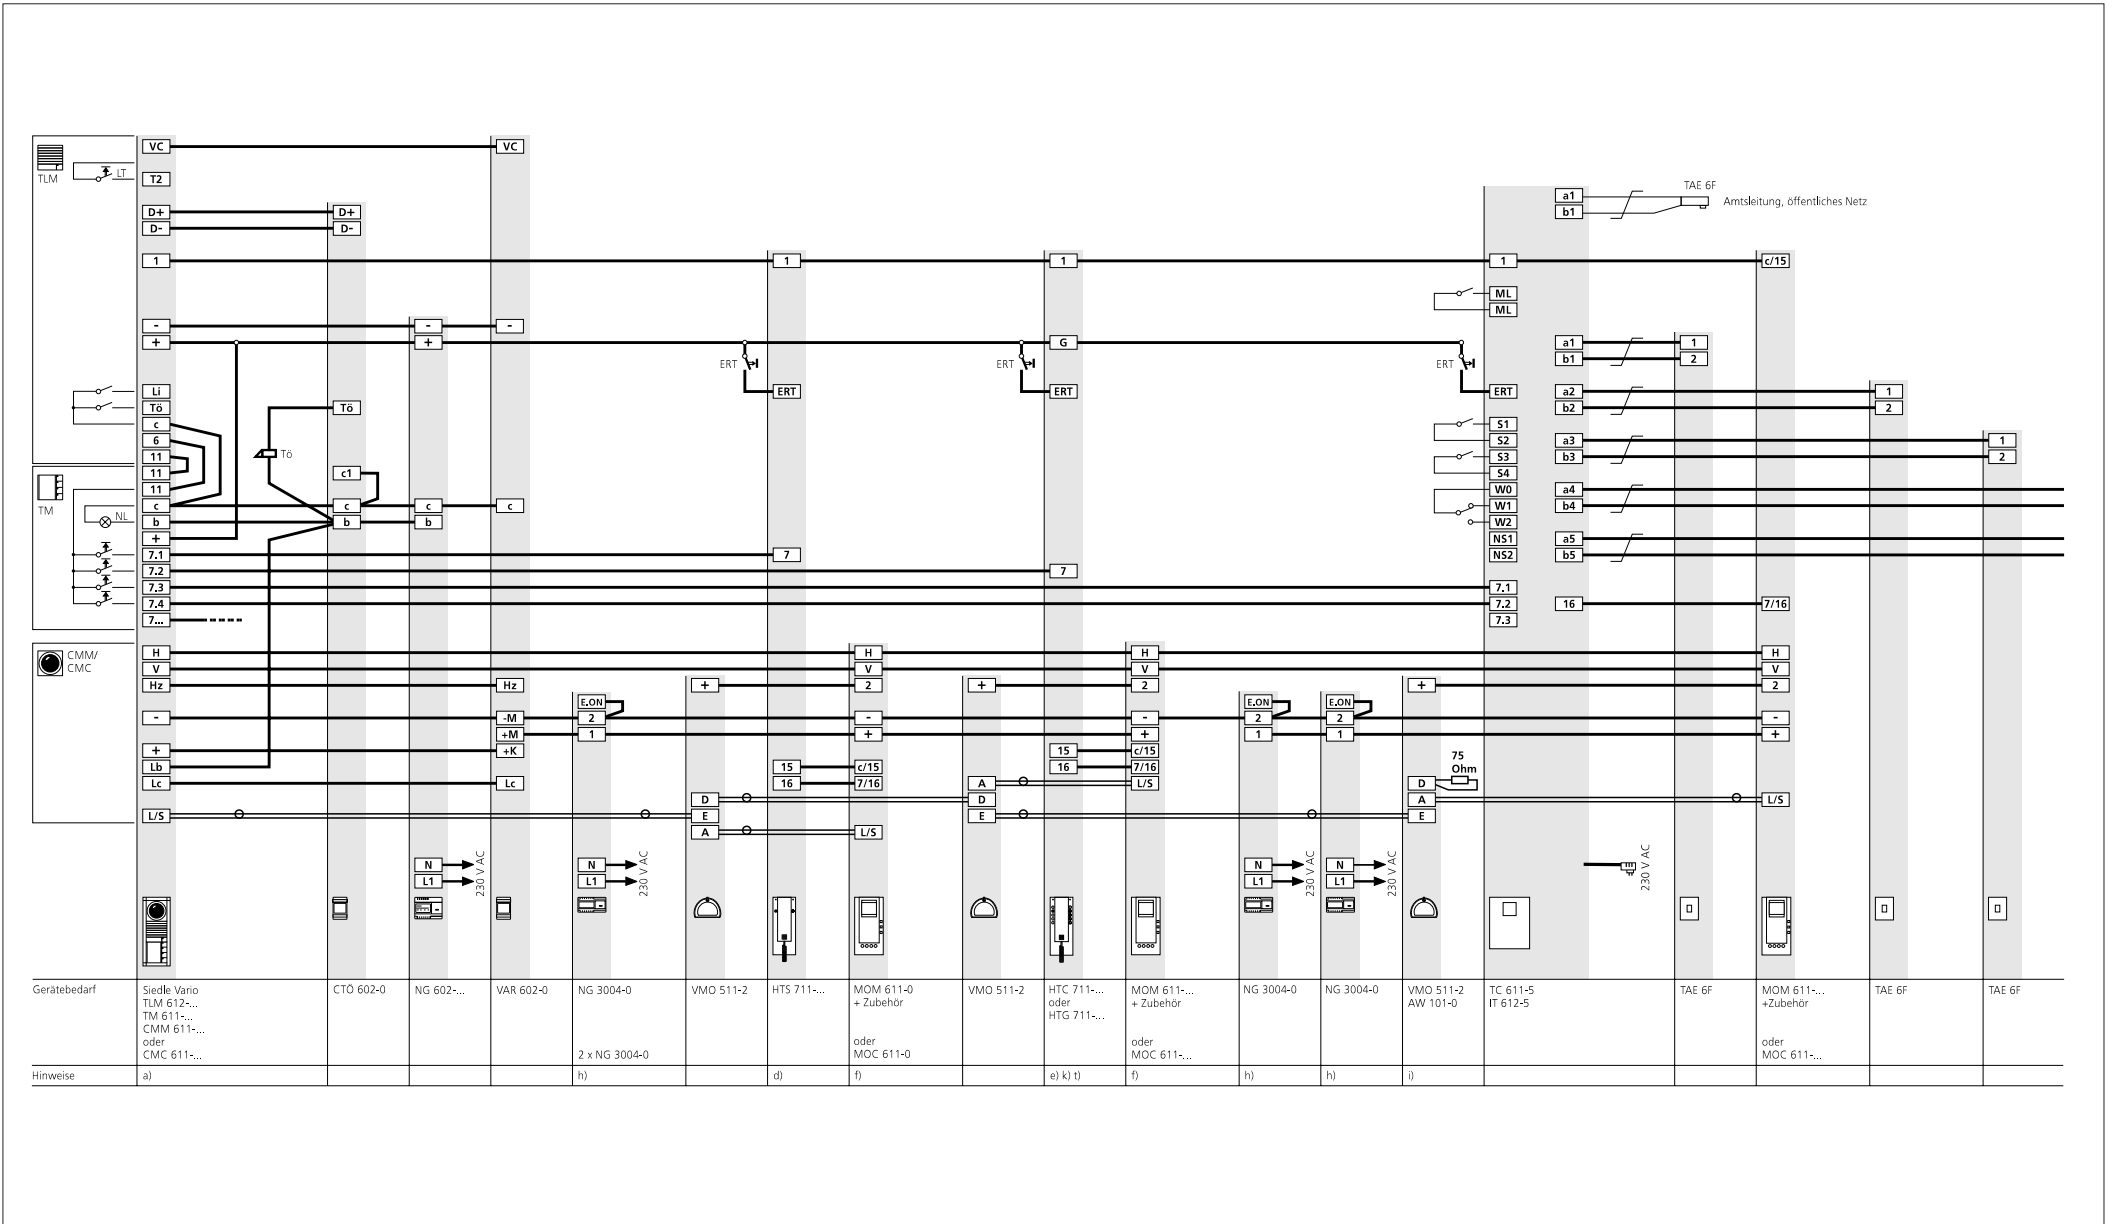 VC VC
TLM LT T2
TAE 6F
a1 Amtsleitung, öffentliches Netz
b1
D+ D+
D- D-
1 1 1 1 c/15
ML
ML
- - -
+ + G a1 1
ERT ERT ERT b1 2
Li ERT ERT ERT a2 1
Tö Tö b2 2
c S1
6 S2 a3 1
11 Tö S3 b3 2
11 c1 S4
11 W0 a4
TM c c c c W1 b4
NL b b b W2
+ NS1 a5
7.1 7 NS2 b5
7.2 7
7.3 7.1
7.4 7.2 16 7/16
7... 7.3
CMM/
CMC
H H H H
V V V V
Hz Hz + 2 + 2 + 2
E.ON E.ON E.ON
- -M 2 - - 2 2 -
+M 1 + + 1 1 +
+ +K 15 c/15 75
Ohm
Lb 15 c/15 16 7/16
Lc Lc 16 7/16 A L/S D
D D A L/S
L/S E E E
A L/S
N N N N
L1 L1 L1 L1
230 V AC 230 V AC 230 V AC 230 V AC 230 V AC
Gerätebedarf
Siedle Vario
TLM 612-...
TM 611-...
CMM 611-...
oder
CMC 611-...
CTÖ 602-0
NG 602-...
VAR 602-0
NG 3004-0
2 x NG 3004-0
VMO 511-2
HTS 711-...
MOM 611-0
+ Zubehör
oder
MOC 611-0
VMO 511-2
HTC 711-...
oder
HTG 711-...
MOM 611-...
+ Zubehör
oder
MOC 611-...
NG 3004-0
NG 3004-0
VMO 511-2
AW 101-0
TC 611-5
IT 612-5
TAE 6F
MOM 611-...
+Zubehör
oder
MOC 611-...
TAE 6F
TAE 6F
Hinweise a) h) d) f) e) k) t) f) h) h) i)